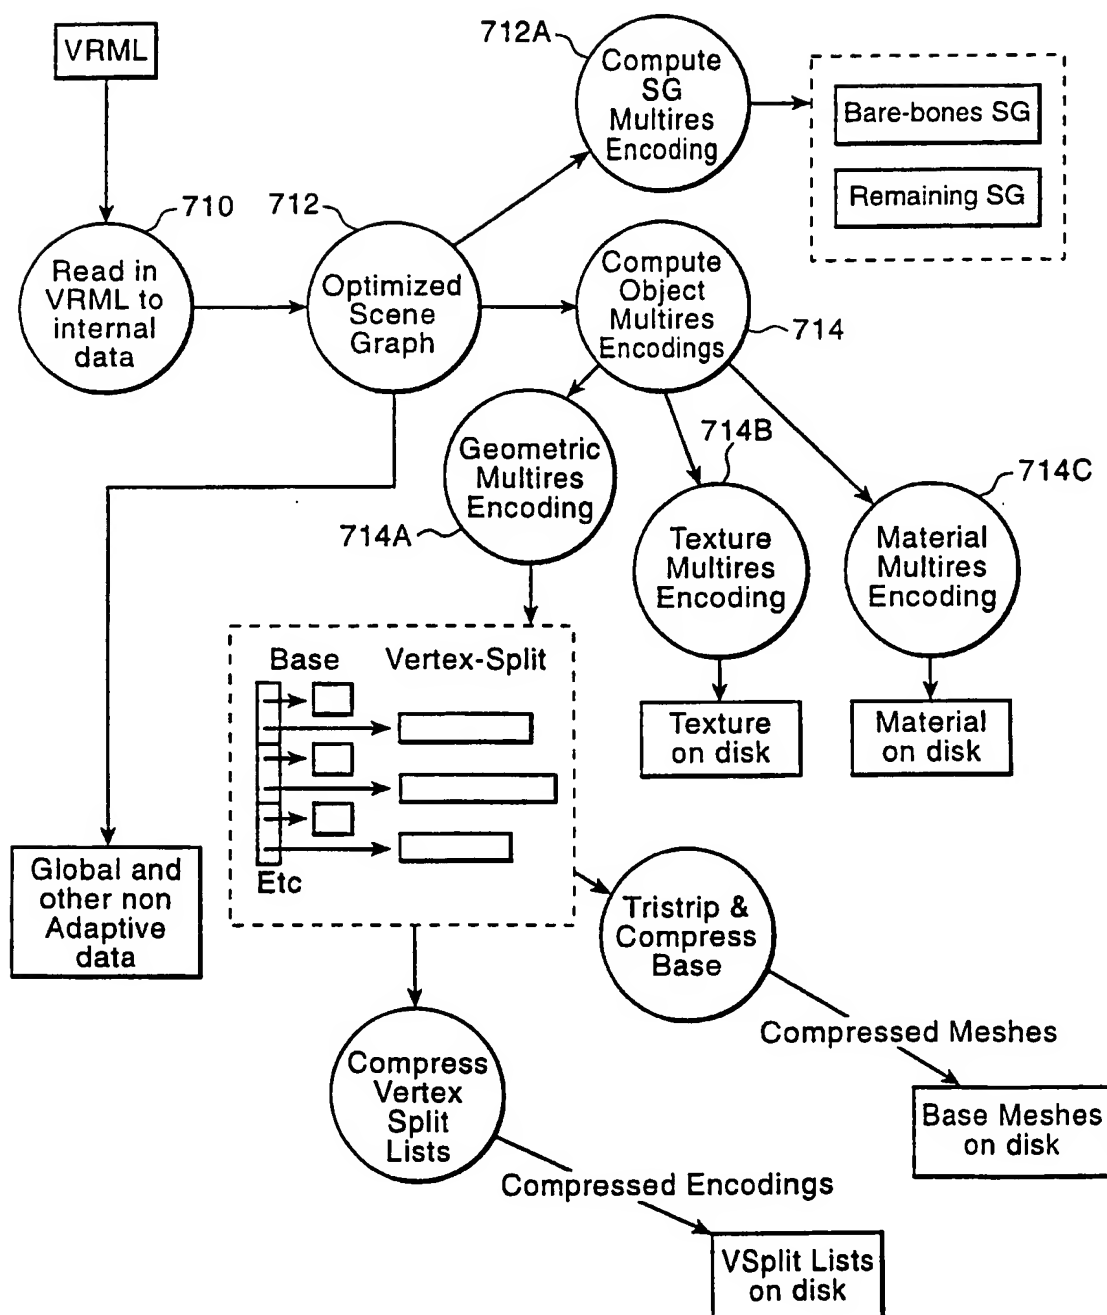 VRML
712A
Compute
SG
Multires
Encoding
Bare-bones SG
Remaining SG
710
Read in
VRML to
internal
data
712
Optimized
Scene
Graph
Compute
Object
Multires
Encodings
714
Geometric
Multires
Encoding
714A
714B
Texture
Multires
Encoding
714C
Material
Multires
Encoding
Texture
on disk
Material
on disk
Base Vertex-Split
Etc
Global and
other non
Adaptive
data
Tristrip &
Compress
Base
Compressed Meshes
Base Meshes
on disk
Compress
Vertex
Split
Lists
Compressed Encodings
VSplit Lists
on disk